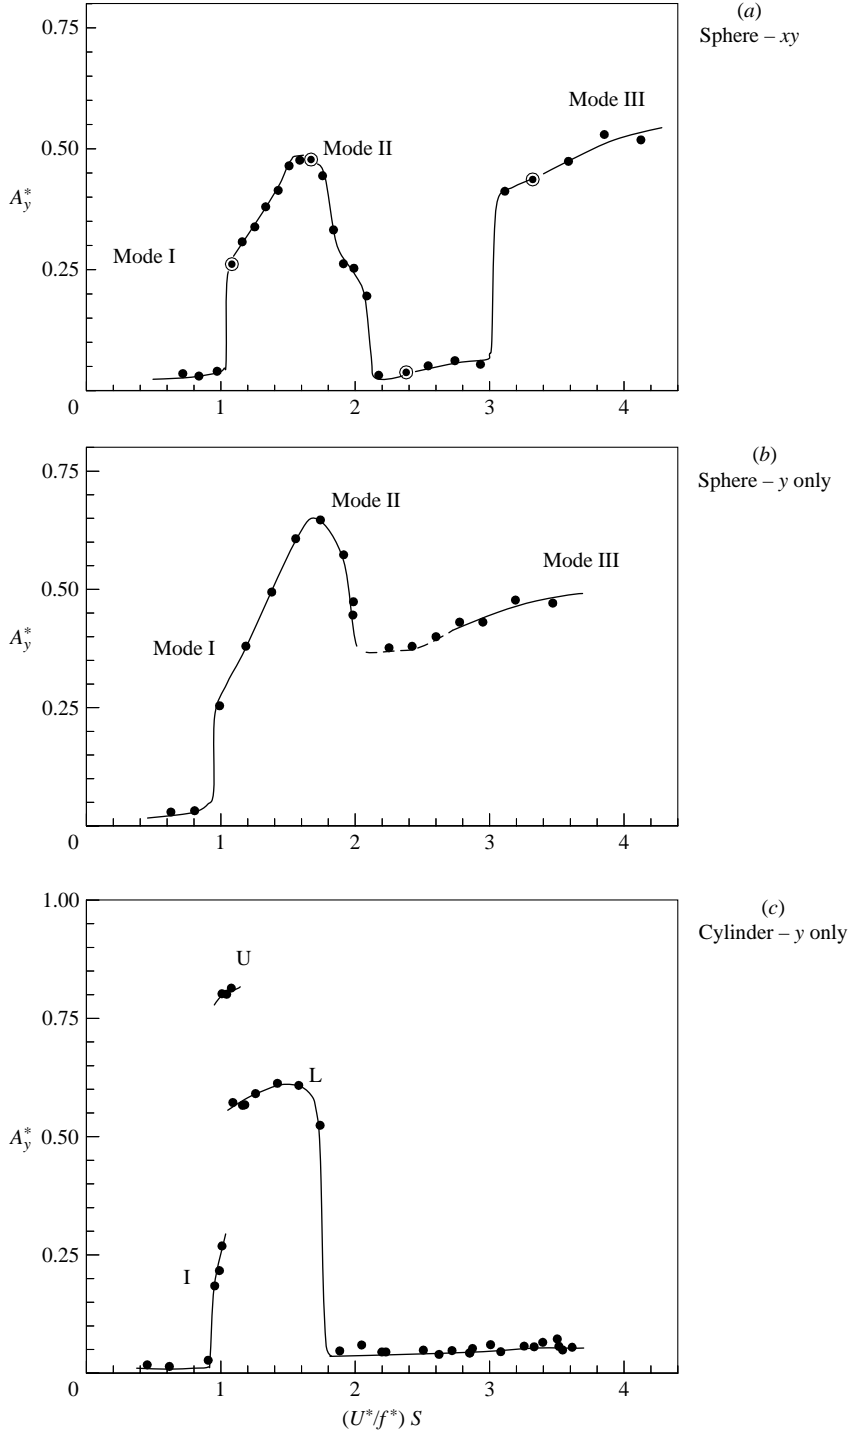 (a)
Sphere – xy
0.75
0.50
0.25
0
A*y
Mode I
Mode II
Mode III
1 2 3 4
(b)
Sphere – y only
0.75
0.50
0.25
0
A*y
Mode I
Mode II
Mode III
1 2 3 4
(c)
Cylinder – y only
1.00
0.75
0.50
0.25
0
A*y
U
L
I
1 2 3 4
(U*/f*) S